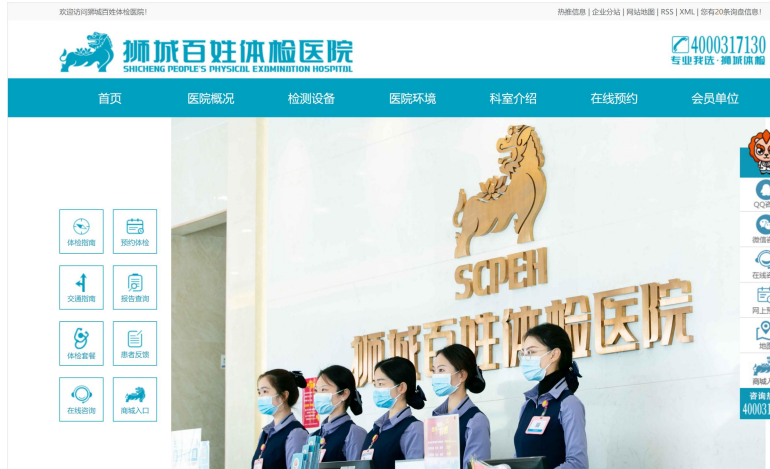 欢迎访问狮城百姓体检医院!
热推信息 | 企业分站 | 网站地图 | RSS | XML | 您有20条询盘信息!
狮城百姓体检医院
SHICHENG PEOPLE'S PHYSICAL EXAMINATION HOSPITAL
4000317130
专业我选·狮城体检
首页 医院概况 检测设备 医院环境 科室介绍 在线预约 会员单位
SCPEH
狮城百姓体检医院
体检指南 预约体检
交通指南 报告查询
体检套餐 患者反馈
在线咨询 商城入口
QQ咨
微信咨
在线咨
网上预
地图
商城入
咨询热
400031